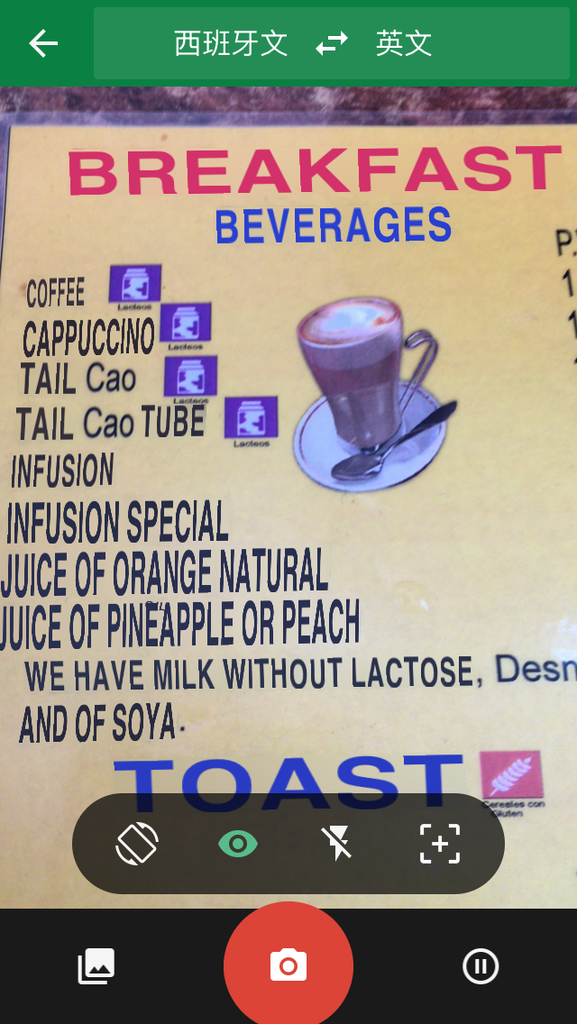 西班牙文 英文
BREAKFAST
BEVERAGES
COFFEE
Lacteos
CAPPUCCINO
Lacteos
TAIL Cao
Lacteos
TAIL Cao TUBE
Lacteos
INFUSION
INFUSION SPECIAL
JUICE OF ORANGE NATURAL
JUICE OF PINEAPPLE OR PEACH
WE HAVE MILK WITHOUT LACTOSE, Desn
AND OF SOYA.
TOAST
Cereales con
Gluten